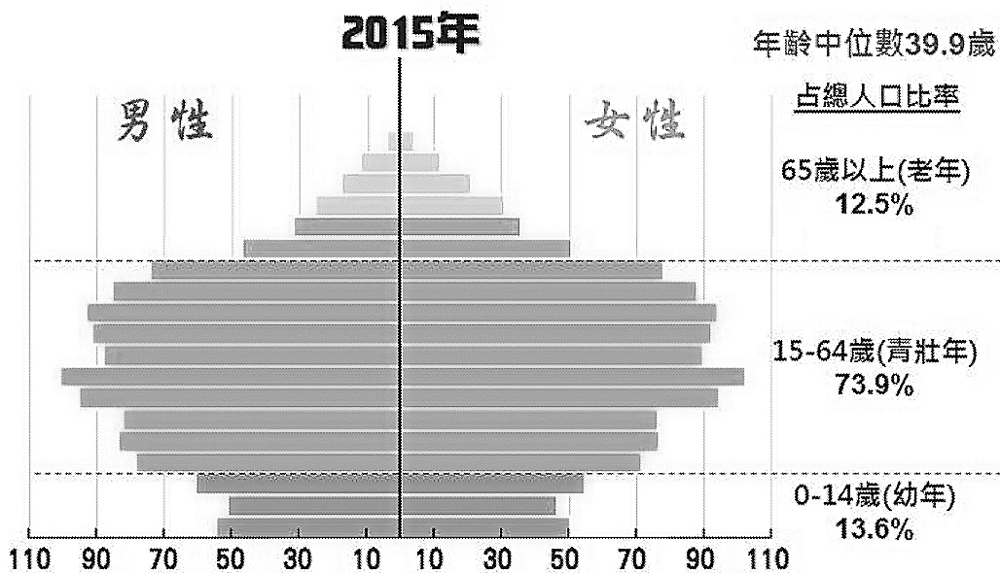 2015年
年齡中位數39.9歲
男性
女性
占總人口比率
65歲以上(老年)
12.5%
15-64歲(青壯年)
73.9%
0-14歲(幼年)
13.6%
110 90 70 50 30 10 10 30 50 70 90 110